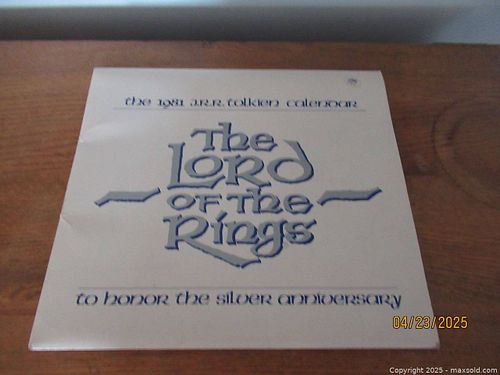 the 1981 J.R.R. tolkien calendar
The
LORD
OF The
Rings
to honor the silver anniversary
04/23/2025
Copyright 2025 - maxsold.com